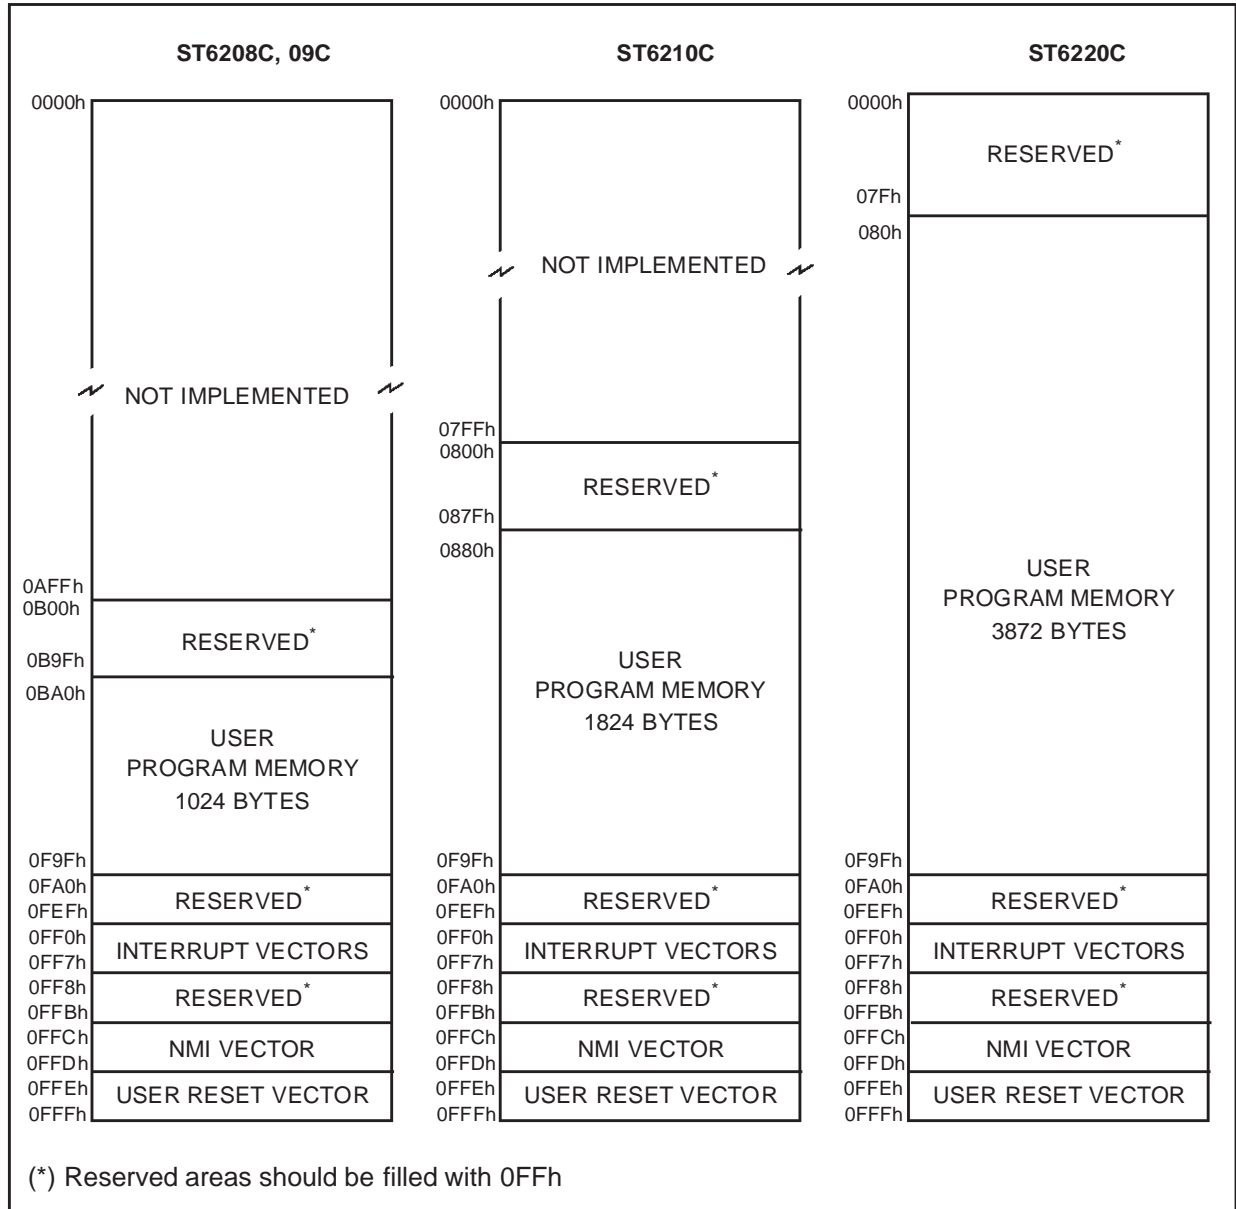 ST6208C, 09C
0000h
NOT IMPLEMENTED
0AFFh
0B00h
RESERVED*
0B9Fh
0BA0h
USER
PROGRAM MEMORY
1024 BYTES
0F9Fh
0FA0h
RESERVED*
0FEFh
0FF0h
INTERRUPT VECTORS
0FF7h
0FF8h
RESERVED*
0FFBh
0FFCh
NMI VECTOR
0FFDh
0FFEh
USER RESET VECTOR
0FFFh
ST6210C
0000h
NOT IMPLEMENTED
07FFh
0800h
RESERVED*
087Fh
0880h
USER
PROGRAM MEMORY
1824 BYTES
0F9Fh
0FA0h
RESERVED*
0FEFh
0FF0h
INTERRUPT VECTORS
0FF7h
0FF8h
RESERVED*
0FFBh
0FFCh
NMI VECTOR
0FFDh
0FFEh
USER RESET VECTOR
0FFFh
ST6220C
0000h
RESERVED*
07Fh
080h
USER
PROGRAM MEMORY
3872 BYTES
0F9Fh
0FA0h
RESERVED*
0FEFh
0FF0h
INTERRUPT VECTORS
0FF7h
0FF8h
RESERVED*
0FFBh
0FFCh
NMI VECTOR
0FFDh
0FFEh
USER RESET VECTOR
0FFFh
(*) Reserved areas should be filled with 0FFh